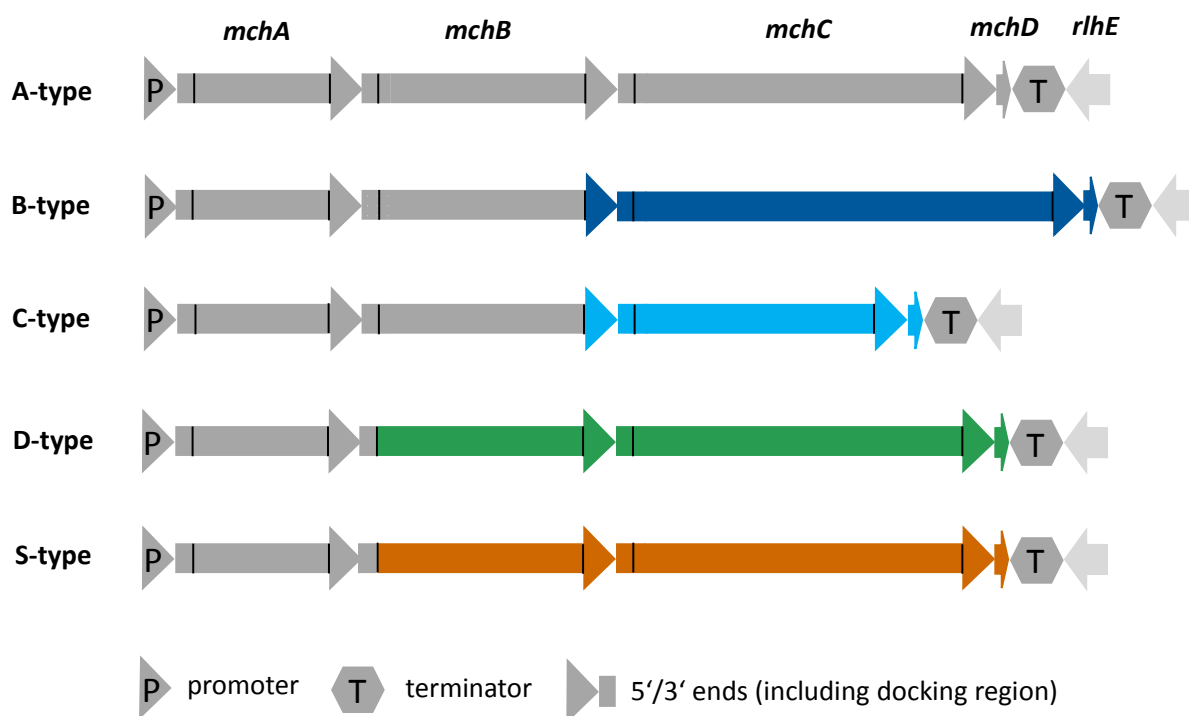 mchA mchB mchC mchD rlhE
A-type P T
B-type P T
C-type P T
D-type P T
S-type P T
P promoter T terminator 5‘/3‘ ends (including docking region)